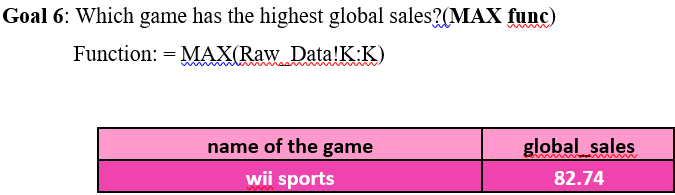 Goal 6: Which game has the highest global sales?(MAX func)
Function: = MAX(Raw_Data!K:K)
name of the game global_sales
wii sports 82.74